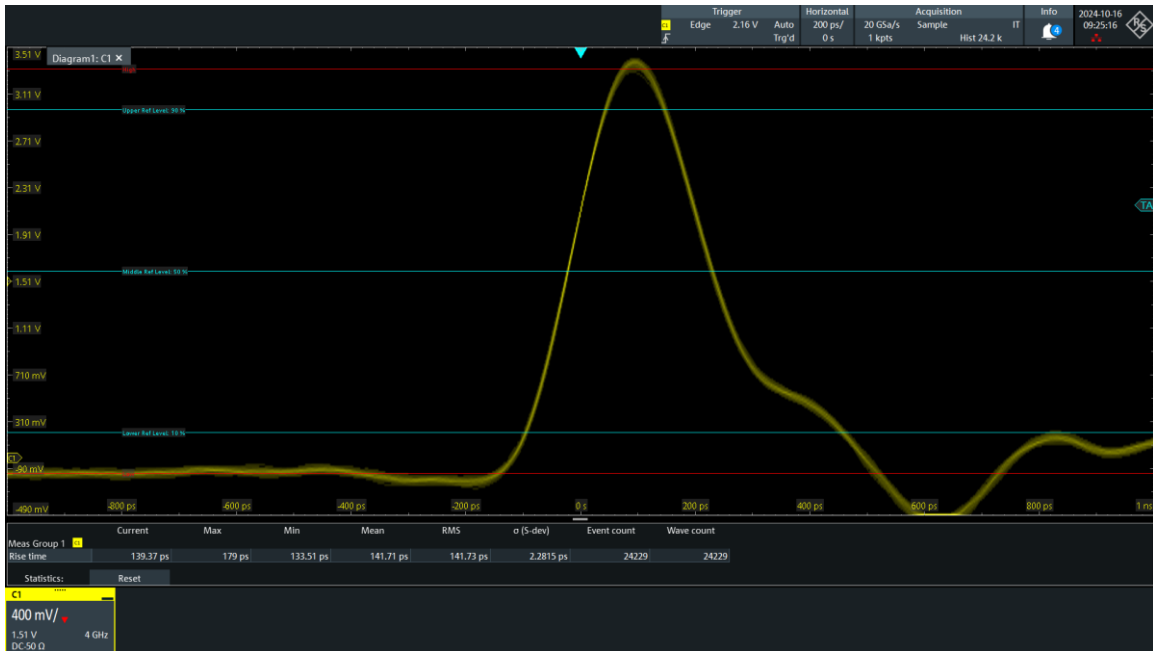 Trigger Horizontal Acquisition Info 2024-10-16
C1 Edge 2.16 V Auto 200 ps/ 20 GSa/s Sample IT 4 09:25:16
Trig'd 0 s 1 kpts Hist 24.2 k
R&S
3.51 V Diagram1: C1 ×
High
3.11 V
Upper Ref Level: 90 %
2.71 V
2.31 V
TA
1.91 V
Middle Ref Level: 50 %
1.51 V
1.11 V
710 mV
310 mV
Lower Ref Level: 10 %
C1
-90 mV
-490 mV -800 ps -600 ps -400 ps -200 ps 0 s 200 ps 400 ps 600 ps 800 ps 1 ns
Current Max Min Mean RMS σ (S-dev) Event count Wave count
Meas Group 1 C1
Rise time 139.37 ps 179 ps 133.51 ps 141.71 ps 141.73 ps 2.2815 ps 24229 24229
Statistics: Reset
C1
400 mV/
1.51 V 4 GHz
DC-50 Ω